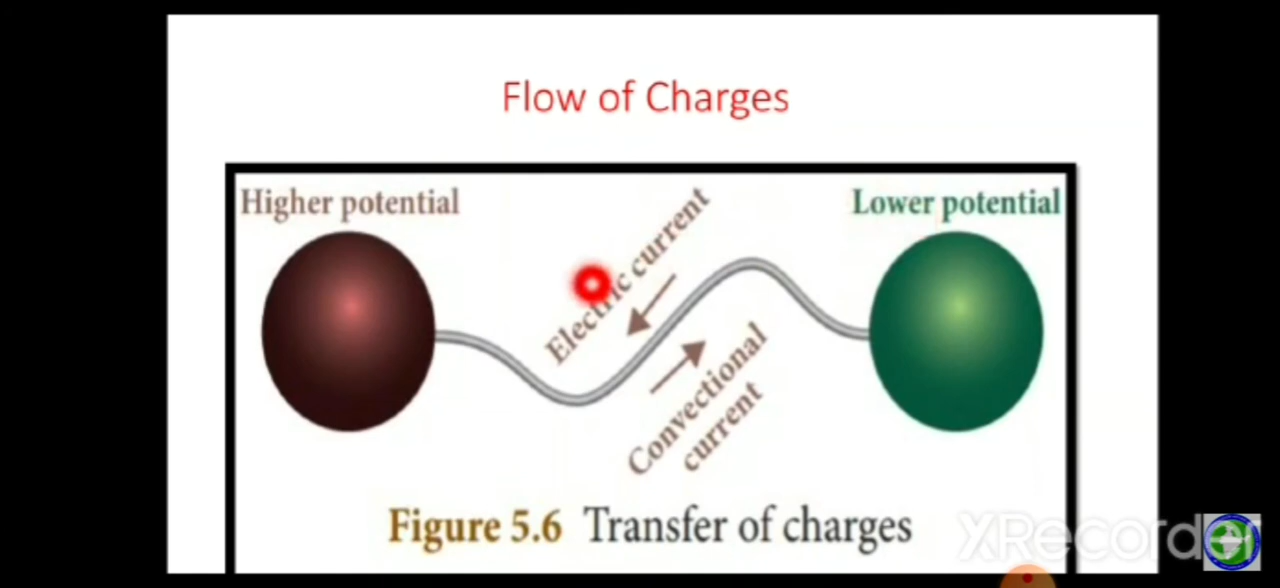 Flow of Charges
Higher potential
Lower potential
Electric current
Convectional
current
Figure 5.6 Transfer of charges
XRecorder